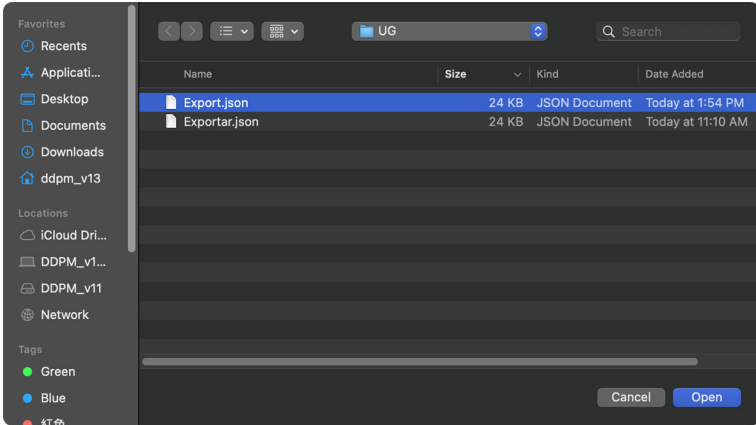 Favorites
Recents
Applicati...
Desktop
Documents
Downloads
ddpm_v13
Locations
iCloud Dri...
DDPM_v1...
DDPM_v11
Network
Tags
Green
Blue
紅色
UG
Search
Name Size Kind Date Added
Export.json 24 KB JSON Document Today at 1:54 PM
Exportar.json 24 KB JSON Document Today at 11:10 AM
Cancel Open